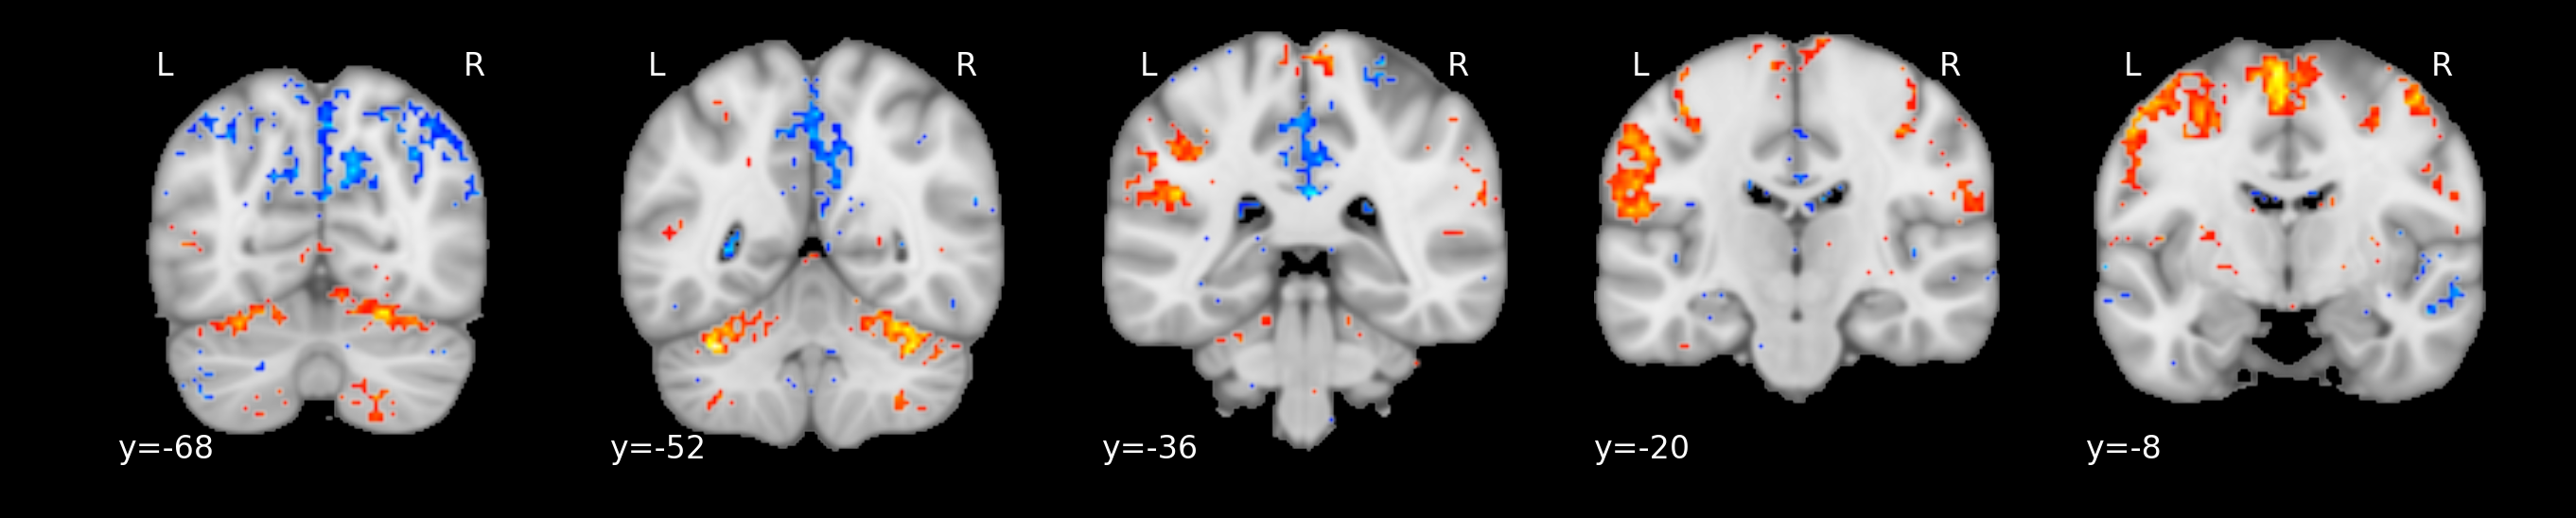 L R L R L R L R L R
y=-68 y=-52 y=-36 y=-20 y=-8